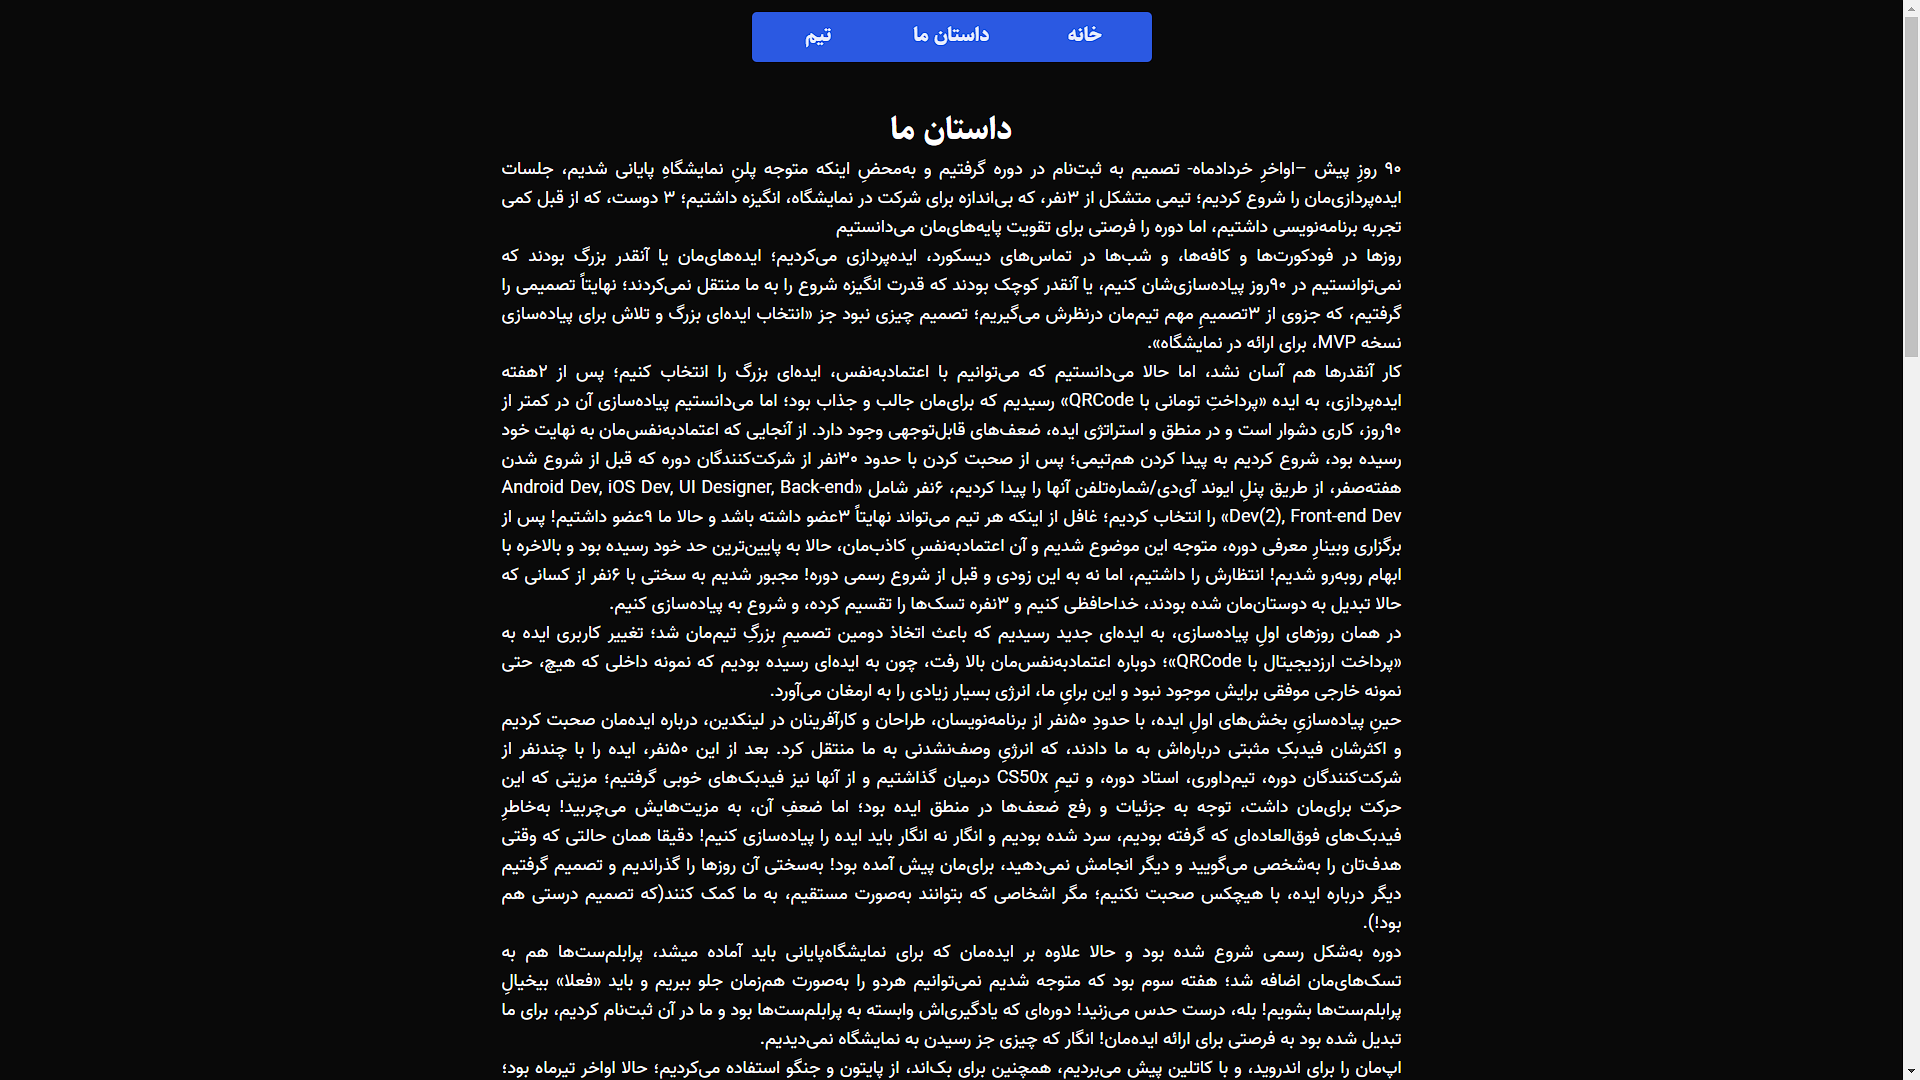 خانه
داستان ما
تیم
داستان ما
۹۰ روزِ پیش –اواخرِ خردادماه- تصمیم به ثبت‌نام در دوره گرفتیم و به‌محضِ اینکه متوجه پلنِ نمایشگاهِ پایانی شدیم، جلسات
ایده‌پردازی‌مان را شروع کردیم؛ تیمی متشکل از ۳نفر، که بی‌اندازه برای شرکت در نمایشگاه، انگیزه داشتیم؛ ۳ دوست، که از قبل کمی
تجربه برنامه‌نویسی داشتیم، اما دوره را فرصتی برای تقویت پایه‌های‌مان می‌دانستیم
روزها در فودکورت‌ها و کافه‌ها، و شب‌ها در تماس‌های دیسکورد، ایده‌پردازی می‌کردیم؛ ایده‌های‌مان یا آنقدر بزرگ بودند که
نمی‌توانستیم در ۹۰روز پیاده‌سازی‌شان کنیم، یا آنقدر کوچک بودند که قدرت انگیزه شروع را به ما منتقل نمی‌کردند؛ نهایتاً تصمیمی را
گرفتیم، که جزوی از ۳تصمیمِ مهم تیم‌مان درنظرش می‌گیریم؛ تصمیم چیزی نبود جز «انتخاب ایده‌ای بزرگ و تلاش برای پیاده‌سازی
نسخه MVP، برای ارائه در نمایشگاه».
کار آنقدرها هم آسان نشد، اما حالا می‌دانستیم که می‌توانیم با اعتمادبه‌نفس، ایده‌ای بزرگ را انتخاب کنیم؛ پس از ۲هفته
ایده‌پردازی، به ایده «پرداختِ تومانی با QRCode» رسیدیم که برای‌مان جالب و جذاب بود؛ اما می‌دانستیم پیاده‌سازی آن در کمتر از
۹۰روز، کاری دشوار است و در منطق و استراتژی ایده، ضعف‌های قابل‌توجهی وجود دارد. از آنجایی که اعتمادبه‌نفس‌مان به نهایت خود
رسیده بود، شروع کردیم به پیدا کردن هم‌تیمی؛ پس از صحبت کردن با حدود ۳۰نفر از شرکت‌کنندگان دوره که قبل از شروع شدن
هفته‌صفر، از طریق پنلِ ایوند آی‌دی/شماره‌تلفن آنها را پیدا کردیم، ۶نفر شامل «Android Dev, iOS Dev, UI Designer, Back-end
Dev(2), Front-end Dev» را انتخاب کردیم؛ غافل از اینکه هر تیم می‌تواند نهایتاً ۳عضو داشته باشد و حالا ما ۹عضو داشتیم! پس از
برگزاری وبینارِ معرفی دوره، متوجه این موضوع شدیم و آن اعتمادبه‌نفسِ کاذب‌مان، حالا به پایین‌ترین حد خود رسیده بود و بالاخره با
ابهام روبه‌رو شدیم! انتظارش را داشتیم، اما نه به این زودی و قبل از شروع رسمی دوره! مجبور شدیم به سختی با ۶نفر از کسانی که
حالا تبدیل به دوستان‌مان شده بودند، خداحافظی کنیم و ۳نفره تسک‌ها را تقسیم کرده، و شروع به پیاده‌سازی کنیم.
در همان روزهای اولِ پیاده‌سازی، به ایده‌ای جدید رسیدیم که باعث اتخاذ دومین تصمیمِ بزرگِ تیم‌مان شد؛ تغییر کاربری ایده به
«پرداخت ارزدیجیتال با QRCode»؛ دوباره اعتمادبه‌نفس‌مان بالا رفت، چون به ایده‌ای رسیده بودیم که نمونه داخلی که هیچ، حتی
نمونه خارجی موفقی برایش موجود نبود و این برایِ ما، انرژی بسیار زیادی را به ارمغان می‌آورد.
حینِ پیاده‌سازیِ بخش‌های اولِ ایده، با حدودِ ۵۰نفر از برنامه‌نویسان، طراحان و کارآفرینان در لینکدین، درباره ایده‌مان صحبت کردیم
و اکثرشان فیدبکِ مثبتی درباره‌اش به ما دادند، که انرژیِ وصف‌نشدنی به ما منتقل کرد. بعد از این ۵۰نفر، ایده را با چندنفر از
شرکت‌کنندگان دوره، تیم‌داوری، استاد دوره، و تیمِ CS50x درمیان گذاشتیم و از آنها نیز فیدبک‌های خوبی گرفتیم؛ مزیتی که این
حرکت برای‌مان داشت، توجه به جزئیات و رفع ضعف‌ها در منطق ایده بود؛ اما ضعفِ آن، به مزیت‌هایش می‌چربید! به‌خاطرِ
فیدبک‌های فوق‌العاده‌ای که گرفته بودیم، سرد شده بودیم و انگار نه انگار باید ایده را پیاده‌سازی کنیم! دقیقا همان حالتی که وقتی
هدف‌تان را به‌شخصی می‌گویید و دیگر انجامش نمی‌دهید، برای‌مان پیش آمده بود! به‌سختی آن روزها را گذراندیم و تصمیم گرفتیم
دیگر درباره ایده، با هیچکس صحبت نکنیم؛ مگر اشخاصی که بتوانند به‌صورت مستقیم، به ما کمک کنند(که تصمیم درستی هم
بود!).
دوره به‌شکل رسمی شروع شده بود و حالا علاوه بر ایده‌مان که برای نمایشگاه‌پایانی باید آماده میشد، پرابلم‌ست‌ها هم به
تسک‌های‌مان اضافه شد؛ هفته سوم بود که متوجه شدیم نمی‌توانیم هردو را به‌صورت هم‌زمان جلو ببریم و باید «فعلا» بیخیالِ
پرابلم‌ست‌ها بشویم! بله، درست حدس می‌زنید! دوره‌ای که یادگیری‌اش وابسته به پرابلم‌ست‌ها بود و ما در آن ثبت‌نام کردیم، برای ما
تبدیل شده بود به فرصتی برای ارائه ایده‌مان! انگار که چیزی جز رسیدن به نمایشگاه نمی‌دیدیم.
اپ‌مان را برای اندروید، و با کاتلین پیش می‌بردیم، همچنین برای بک‌اند، از پایتون و جنگو استفاده می‌کردیم؛ حالا اواخر تیرماه بود؛